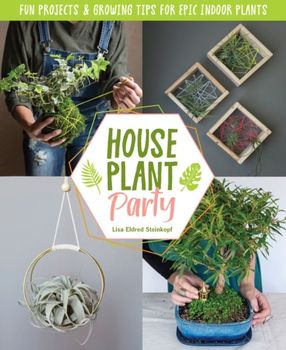 FUN PROJECTS & GROWING TIPS FOR EPIC INDOOR PLANTS
HOUSE
PLANT
Party
Lisa Eldred Steinkopf